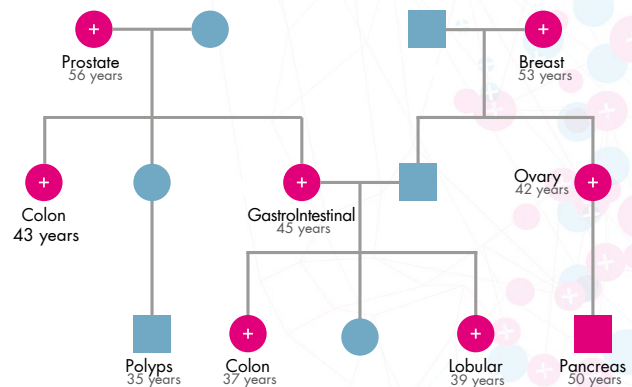 Prostate
56 years
Breast
53 years
Colon
43 years
GastroIntestinal
45 years
Ovary
42 years
Polyps
35 years
Colon
37 years
Lobular
39 years
Pancreas
50 years